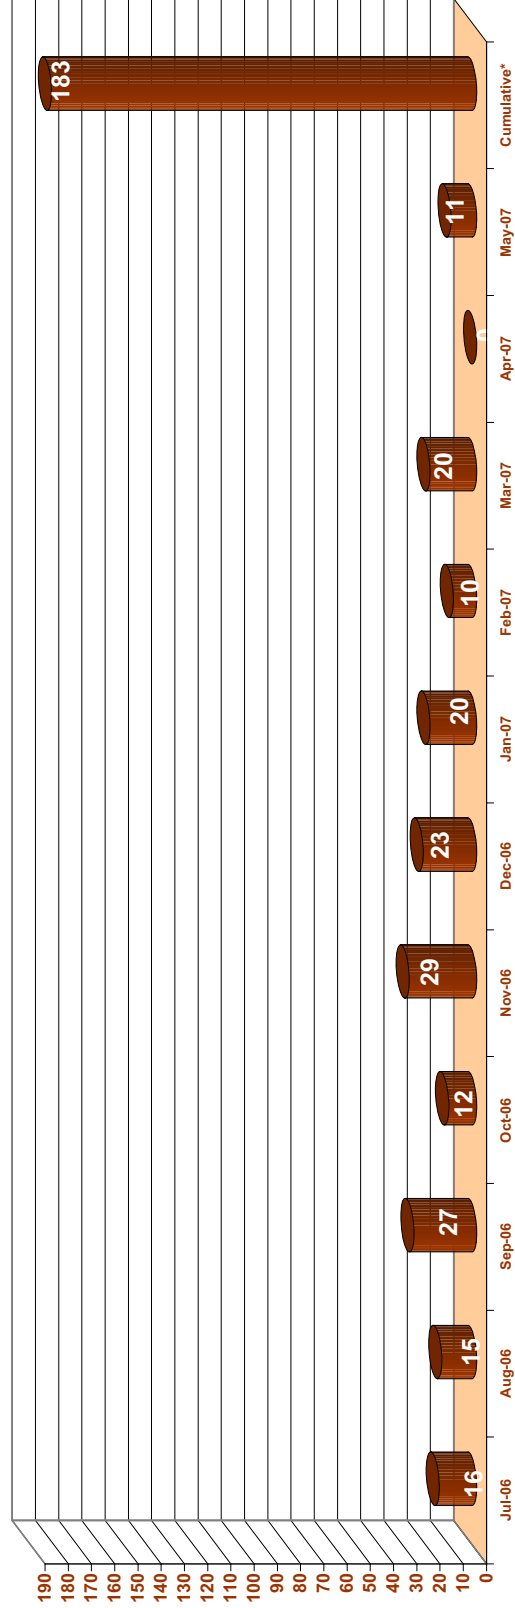 190
180
170
160
150
140
130
120
110
100
90
80
70
60
50
40
30
20
10
0
16
15
27
12
29
23
20
10
20
0
11
183
Jul-06
Aug-06
Sep-06
Oct-06
Nov-06
Dec-06
Jan-07
Feb-07
Mar-07
Apr-07
May-07
Cumulative*